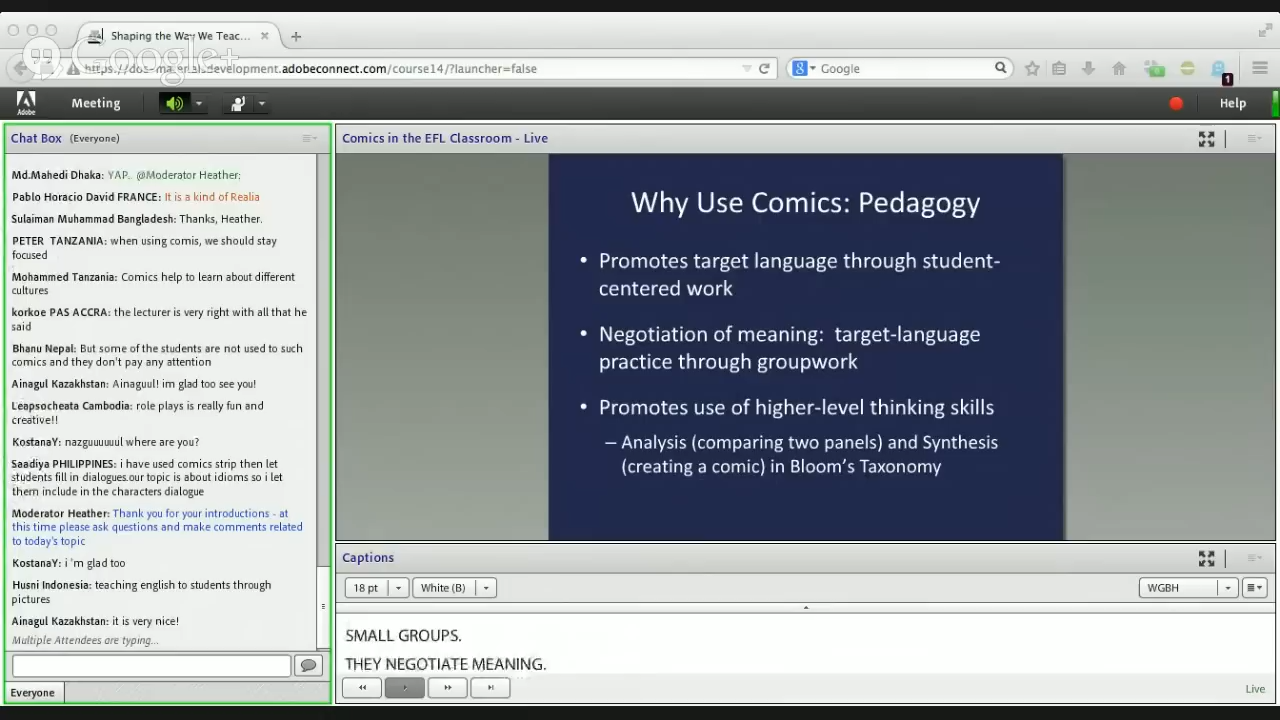 Shaping the Way We Teac...
Google+
adobeconnect.com/course14/?launcher=false
Google
1
Adobe
Meeting
Help
Chat Box (Everyone)
Md.Mahedi Dhaka: YAP.. @Moderator Heather:
Pablo Horacio David FRANCE: It is a kind of Realia
Sulaiman Muhammad Bangladesh: Thanks, Heather.
PETER TANZANIA: when using comis, we should stay
focused
Mohammed Tanzania: Comics help to learn about different
cultures
korkoe PAS ACCRA: the lecturer is very right with all that he
said
Bhanu Nepal: But some of the students are not used to such
comics and they don't pay any attention
Ainagul Kazakhstan: Ainaguul! im glad too see you!
Leapsocheata Cambodia: role plays is really fun and
creative!!
KostanaY: nazguuuuuul where are you?
Saadiya PHILIPPINES: i have used comics strip then let
students fill in dialogues.our topic is about idioms so i let
them include in the characters dialogue
Moderator Heather: Thank you for your introductions - at
this time please ask questions and make comments related
to today's topic
KostanaY: i 'm glad too
Husni Indonesia: teaching english to students through
pictures
Ainagul Kazakhstan: it is very nice!
Multiple Attendees are typing...
Everyone
Comics in the EFL Classroom - Live
Why Use Comics: Pedagogy
• Promotes target language through student-
centered work
• Negotiation of meaning: target-language
practice through groupwork
• Promotes use of higher-level thinking skills
– Analysis (comparing two panels) and Synthesis
(creating a comic) in Bloom's Taxonomy
Captions
18 pt
White (B)
WGBH
SMALL GROUPS.
THEY NEGOTIATE MEANING.
Live